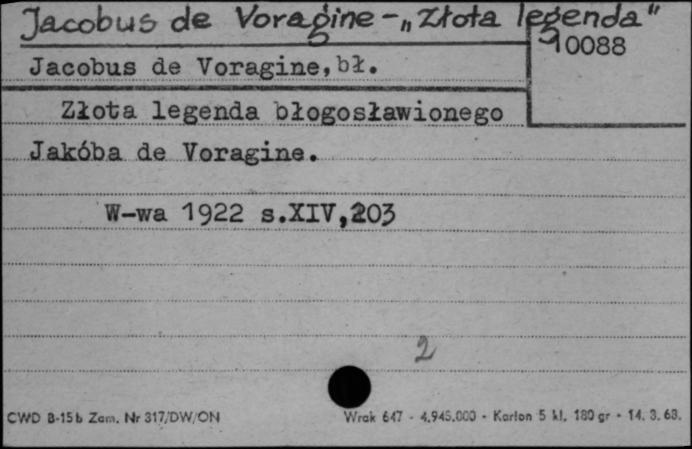 Jacobus de Voragine - „Złota legenda"
10088
Jacobus de Voragine, bł.
Złota legenda błogosławionego
Jakóba de Voragine.
W-wa 1922 s.XIV,203
2
CWD B-15b Zam. Nr 317/DW/ON
Wrak 647 - 4.945.000 - Karton 5 kl. 180 gr - 14. 3. 63.